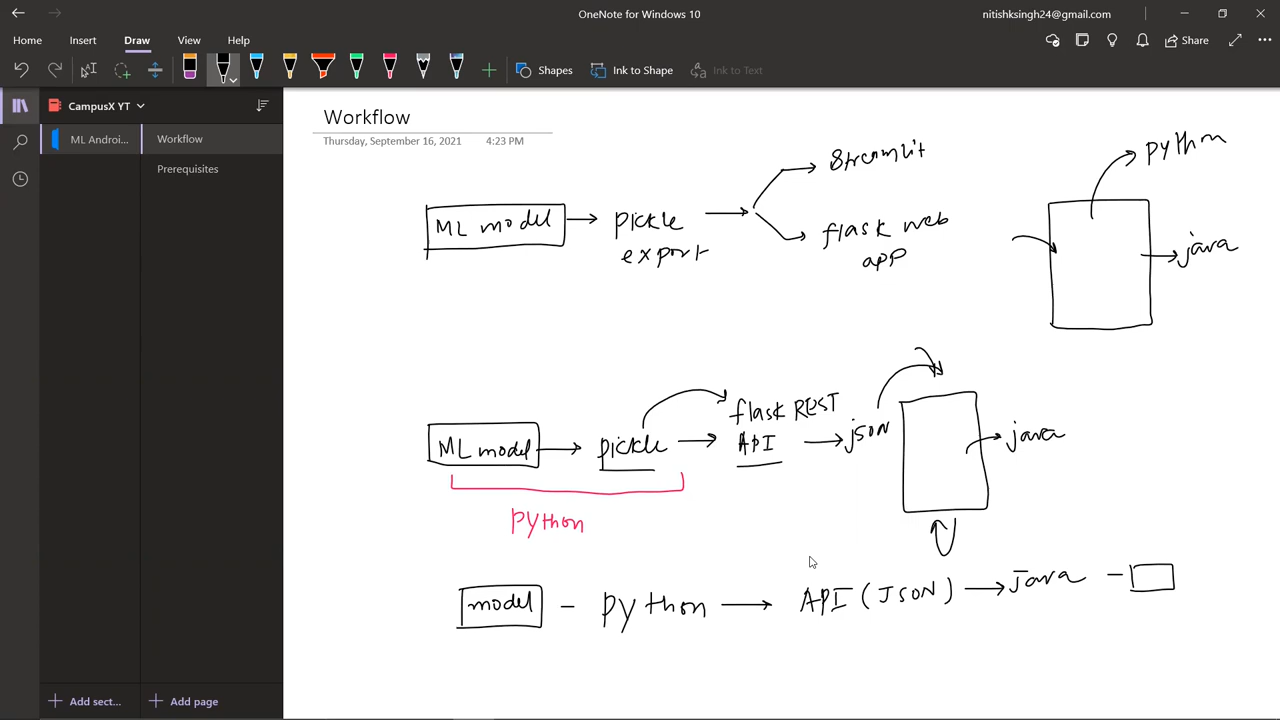 OneNote for Windows 10
nitishksingh24@gmail.com
Home Insert Draw View Help
Share
Shapes Ink to Shape Ink to Text
CampusX YT
ML Androi...
Workflow
Prerequisites
Add sect...
Add page
Workflow
Thursday, September 16, 2021 4:23 PM
ML model
pickle
export
streamlit
flask web
app
python
java
ML model
pickle
flask REST
API
json
java
python
model - python
API (JSON)
java -